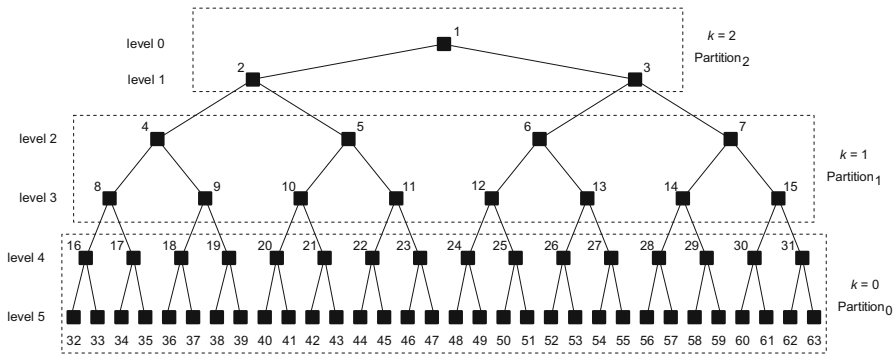 level 0
1
k = 2
Partition2
level 1
2
3
level 2
4
5
6
7
k = 1
Partition1
level 3
8
9
10
11
12
13
14
15
level 4
16 17 18 19 20 21 22 23 24 25 26 27 28 29 30 31
k = 0
Partition0
level 5
32 33 34 35 36 37 38 39 40 41 42 43 44 45 46 47 48 49 50 51 52 53 54 55 56 57 58 59 60 61 62 63